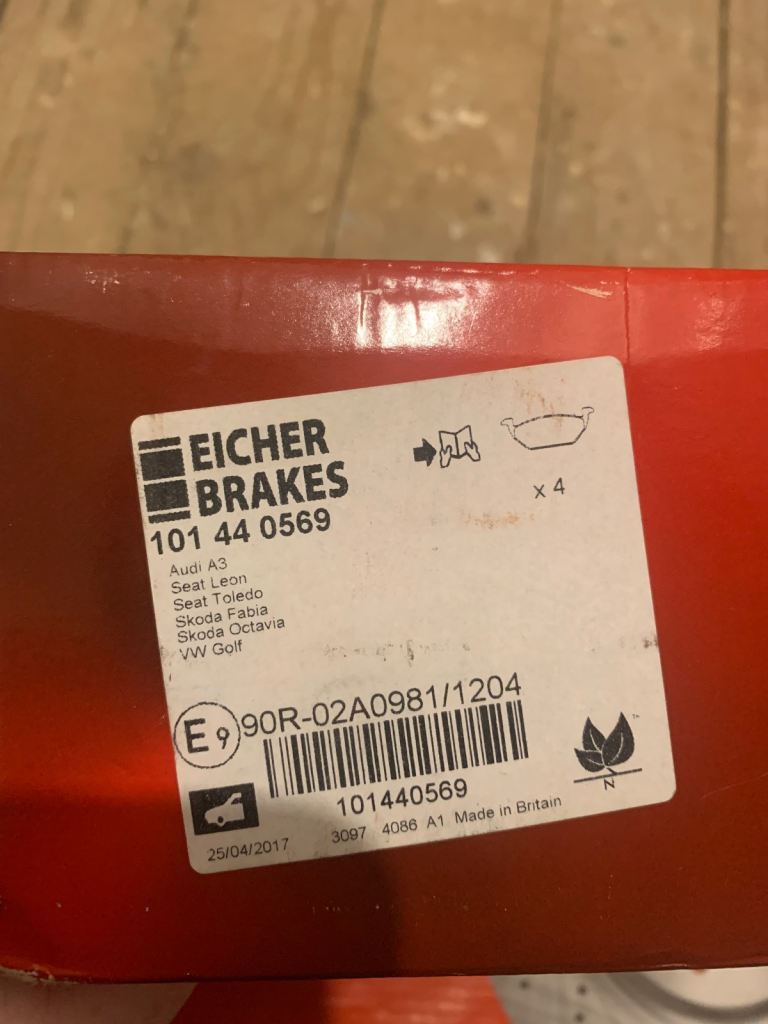 EICHER
BRAKES
101 44 0569
x 4
Audi A3
Seat Leon
Seat Toledo
Skoda Fabia
Skoda Octavia
VW Golf
E9 90R-02A0981/1204
101440569
TM
N
25/04/2017 3097 4086 A1 Made in Britain